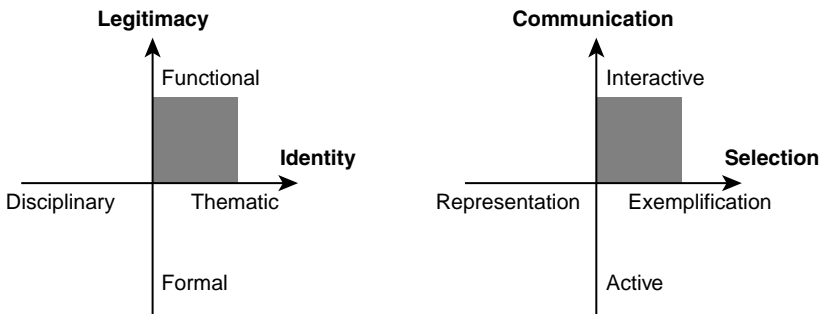 Legitimacy
Functional
Identity
Disciplinary
Thematic
Formal
Communication
Interactive
Selection
Representation
Exemplification
Active